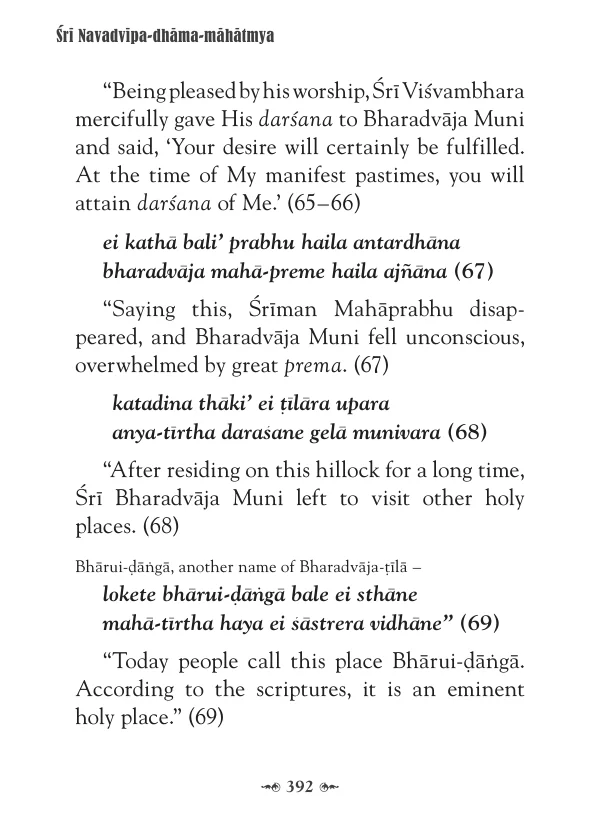 Śrī Navadvīpa-dhāma-māhātmya
“Being pleased by his worship, Śrī Viśvambhara
mercifully gave His darśana to Bharadvāja Muni
and said, ‘Your desire will certainly be fulfilled.
At the time of My manifest pastimes, you will
attain darśana of Me.’ (65–66)
ei kathā bali’ prabhu haila antardhāna
bharadvāja mahā-preme haila ajñāna (67)
“Saying this, Śrīman Mahāprabhu disap-
peared, and Bharadvāja Muni fell unconscious,
overwhelmed by great prema. (67)
katadina thāki’ ei ṭīlāra upara
anya-tīrtha daraśane gelā munivara (68)
“After residing on this hillock for a long time,
Śrī Bharadvāja Muni left to visit other holy
places. (68)
Bhārui-ḍāṅgā, another name of Bharadvāja-ṭīlā –
lokete bhārui-ḍāṅgā bale ei sthāne
mahā-tīrtha haya ei śāstrera vidhāne” (69)
“Today people call this place Bhārui-ḍāṅgā.
According to the scriptures, it is an eminent
holy place.” (69)
392